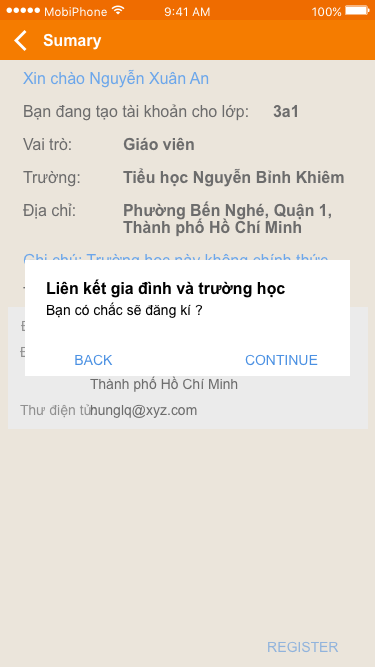 MobiPhone 9:41 AM 100%
Sumary
Xin chào Nguyễn Xuân An
Bạn đang tạo tài khoản cho lớp: 3a1
Vai trò: Giáo viên
Trường: Tiểu học Nguyễn Bỉnh Khiêm
Địa chỉ: Phường Bến Nghé, Quận 1,
Thành phố Hồ Chí Minh
Ghi chú: Trường học này không chính thức
Liên kết gia đình và trường học
Bạn có chắc sẽ đăng kí ?
BACK CONTINUE
Thành phố Hồ Chí Minh
Thư điện tử: hunglq@xyz.com
REGISTER